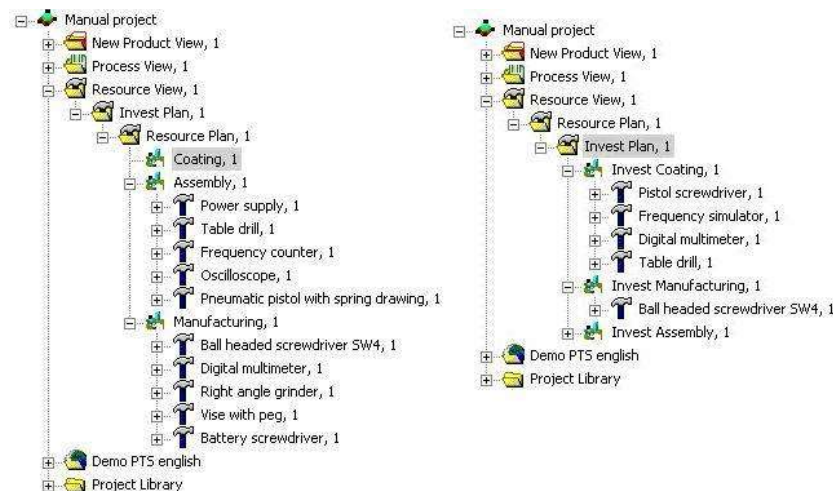 Manual project
New Product View, 1
Process View, 1
Resource View, 1
Invest Plan, 1
Resource Plan, 1
Coating, 1
Assembly, 1
Power supply, 1
Table drill, 1
Frequency counter, 1
Oscilloscope, 1
Pneumatic pistol with spring drawing, 1
Manufacturing, 1
Ball headed screwdriver SW4, 1
Digital multimeter, 1
Right angle grinder, 1
Vise with peg, 1
Battery screwdriver, 1
Demo PTS english
Project Library
Manual project
New Product View, 1
Process View, 1
Resource View, 1
Resource Plan, 1
Invest Plan, 1
Invest Coating, 1
Pistol screwdriver, 1
Frequency simulator, 1
Digital multimeter, 1
Table drill, 1
Invest Manufacturing, 1
Ball headed screwdriver SW4, 1
Invest Assembly, 1
Demo PTS english
Project Library